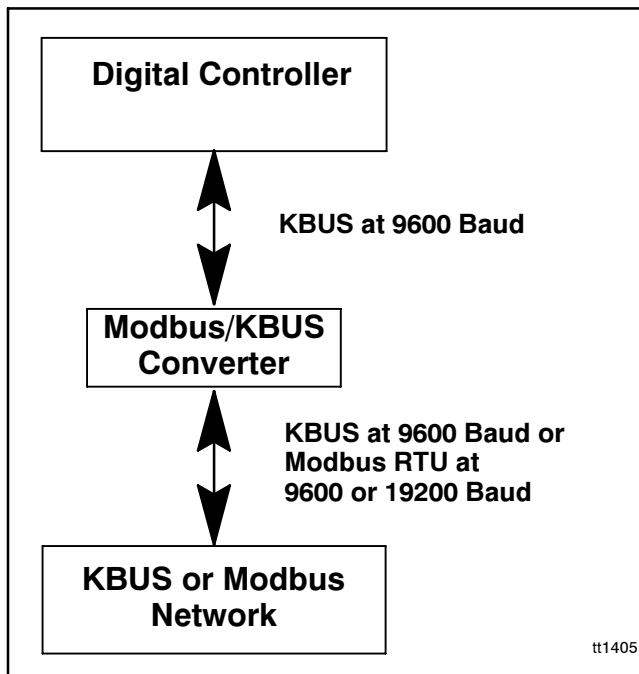 Digital Controller
KBUS at 9600 Baud
Modbus/KBUS
Converter
KBUS at 9600 Baud or
Modbus RTU at
9600 or 19200 Baud
KBUS or Modbus
Network
tt1405